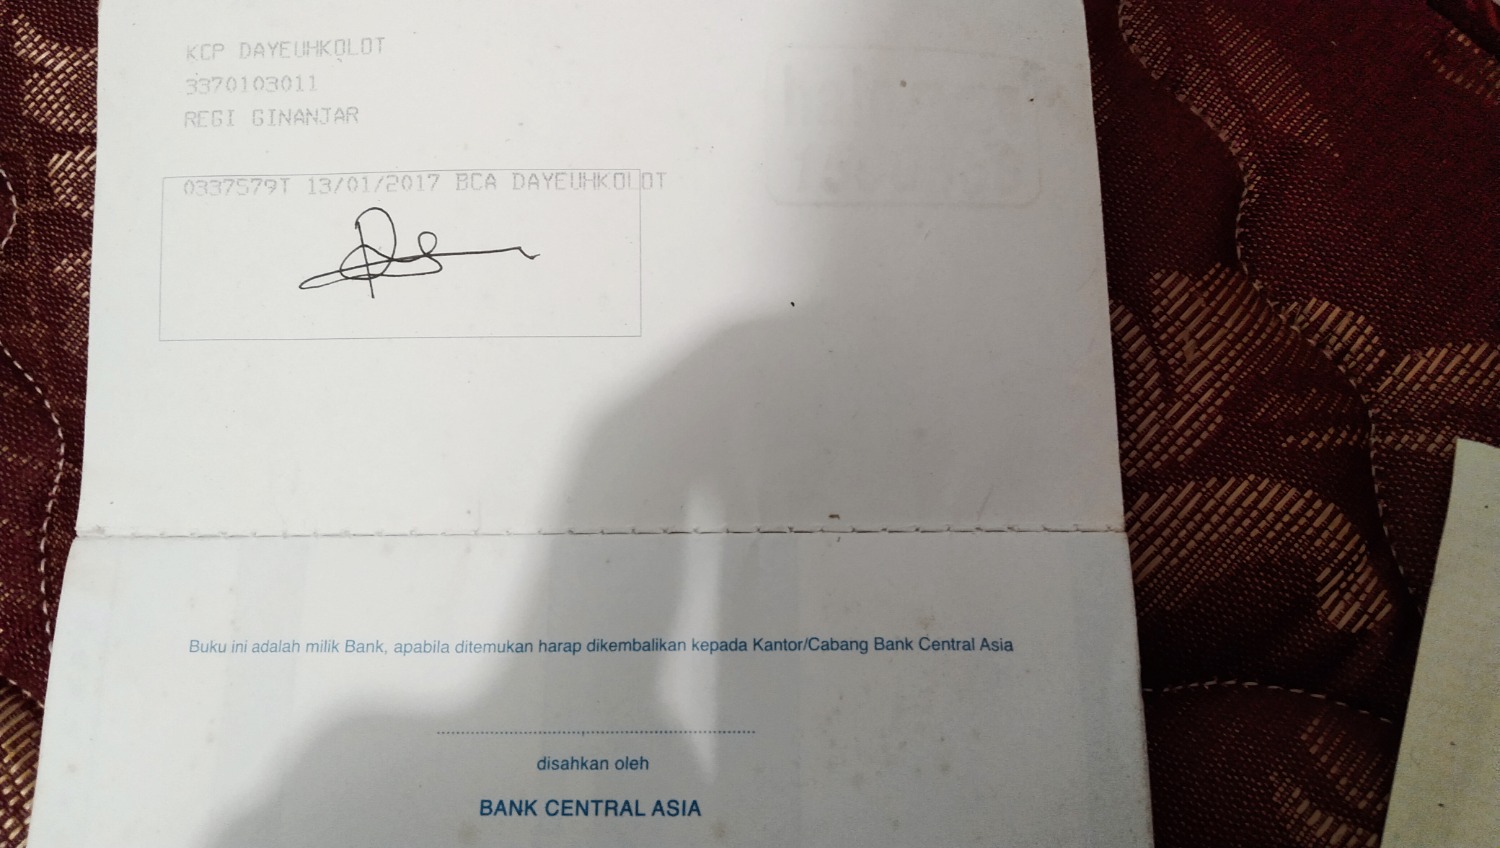 KCP DAYEUHKOLOT
3370103011
REGI GINANJAR
0337579T 13/01/2017 BCA DAYEUHKOLOT
Buku ini adalah milik Bank, apabila ditemukan harap dikembalikan kepada Kantor/Cabang Bank Central Asia
disahkan oleh
BANK CENTRAL ASIA